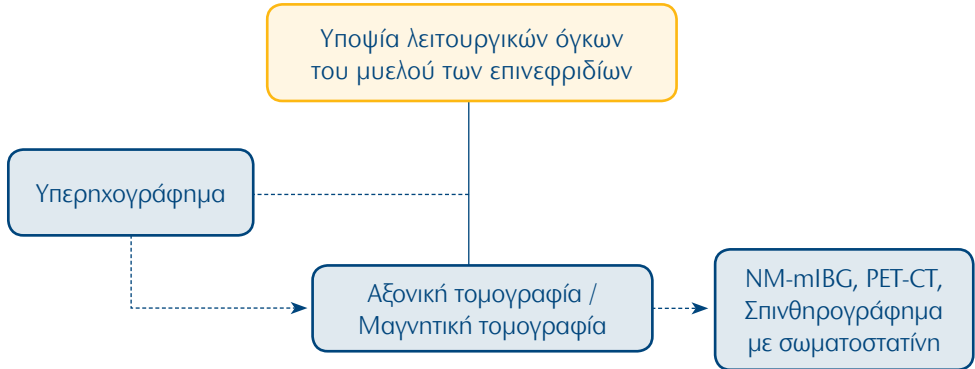 Υποψία λειτουργικών όγκων
του μυελού των επινεφριδίων
Υπερηχογράφημα
Αξονική τομογραφία /
Μαγνητική τομογραφία
NM-mIBG, PET-CT,
Σπινθηρογράφημα
με σωματοστατίνη